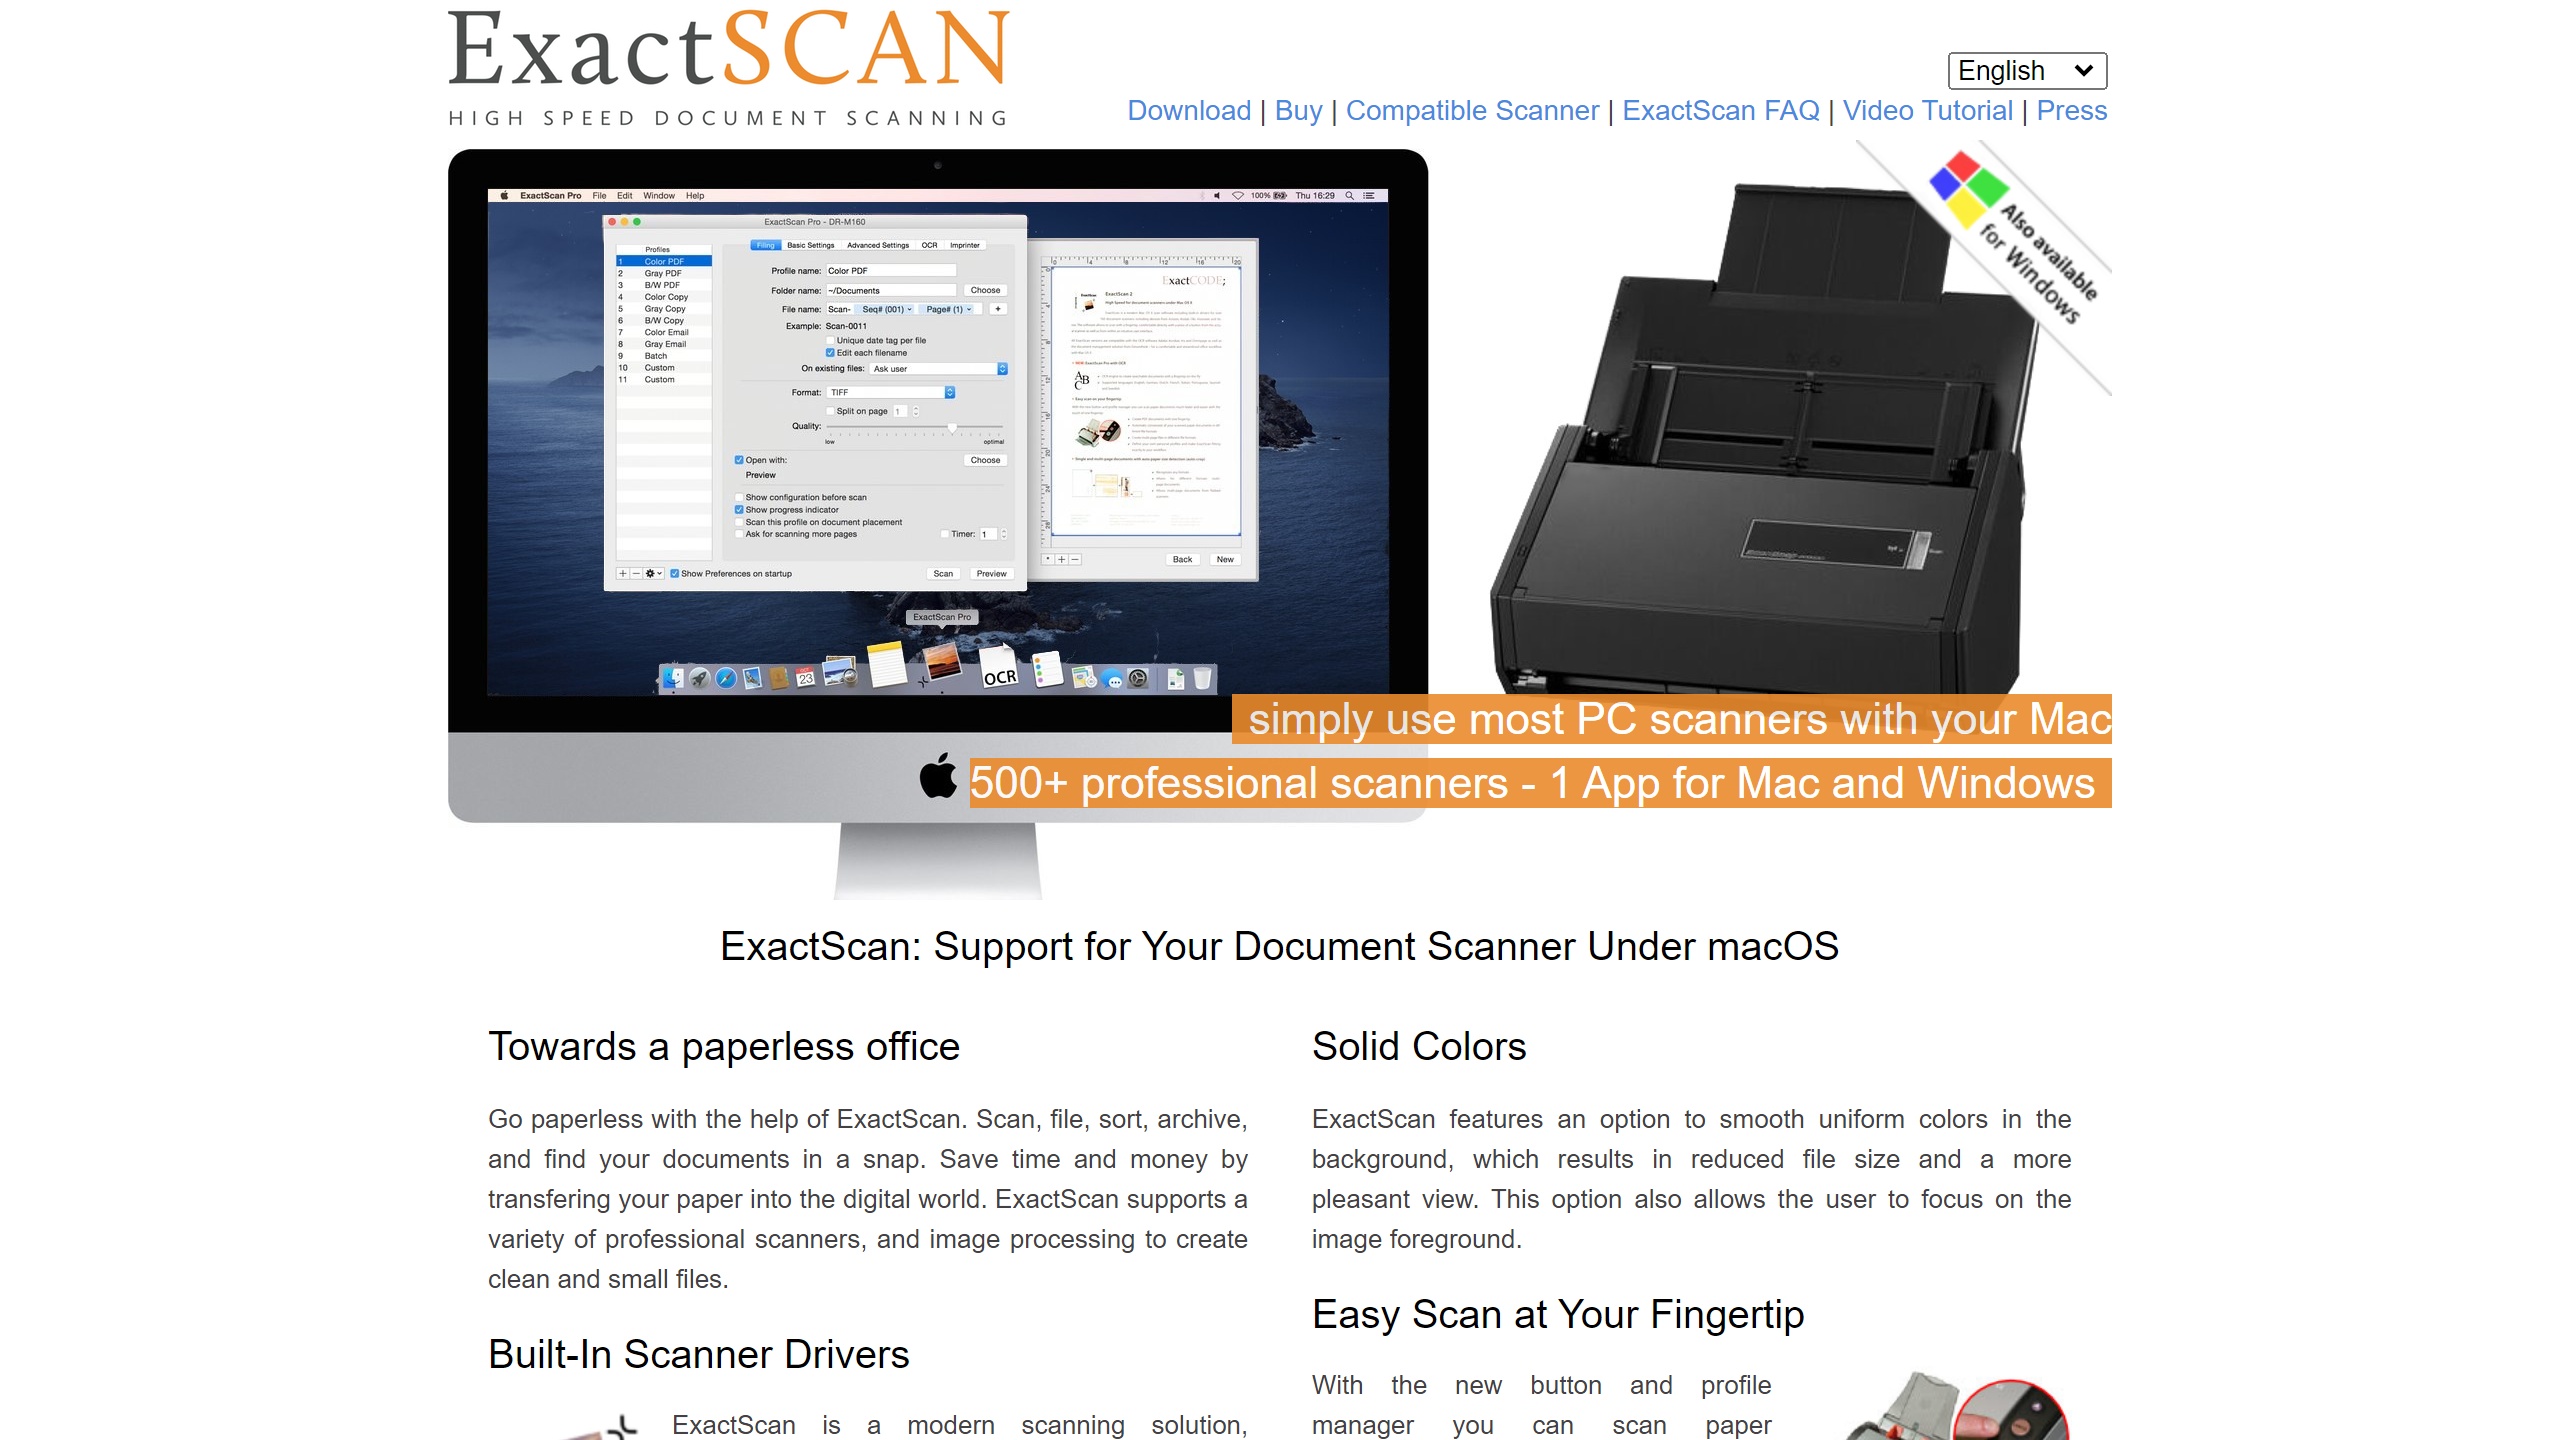 ExactSCAN
HIGH SPEED DOCUMENT SCANNING
English
Download | Buy | Compatible Scanner | ExactScan FAQ | Video Tutorial | Press
Also available
for Windows
ExactScan Pro File Edit Window Help
100% Thu 16:29
ExactScan Pro - DR-M160
Profiles
1 Color PDF
2 Gray PDF
3 B/W PDF
4 Color Copy
5 Gray Copy
6 B/W Copy
7 Color Email
8 Gray Email
9 Batch
10 Custom
11 Custom
Filing Basic Settings Advanced Settings OCR Imprinter
Profile name: Color PDF
Folder name: ~/Documents Choose
File name: Scan- Seq# (001) Page# (1) +
Example: Scan-0011
Unique date tag per file
Edit each filename
On existing files: Ask user
Format: TIFF
Split on page 1
Quality:
low optimal
Open with: Choose
Preview
Show configuration before scan
Show progress indicator
Scan this profile on document placement
Ask for scanning more pages Timer: 1
Show Preferences on startup Scan Preview
ExactCODE;
ExactScan 2
Back New
ExactScan Pro
23
OCR
simply use most PC scanners with your Mac
500+ professional scanners - 1 App for Mac and Windows
ExactScan: Support for Your Document Scanner Under macOS
Towards a paperless office
Go paperless with the help of ExactScan. Scan, file, sort, archive,
and find your documents in a snap. Save time and money by
transfering your paper into the digital world. ExactScan supports a
variety of professional scanners, and image processing to create
clean and small files.
Built-In Scanner Drivers
ExactScan is a modern scanning solution,
Solid Colors
ExactScan features an option to smooth uniform colors in the
background, which results in reduced file size and a more
pleasant view. This option also allows the user to focus on the
image foreground.
Easy Scan at Your Fingertip
With the new button and profile
manager you can scan paper